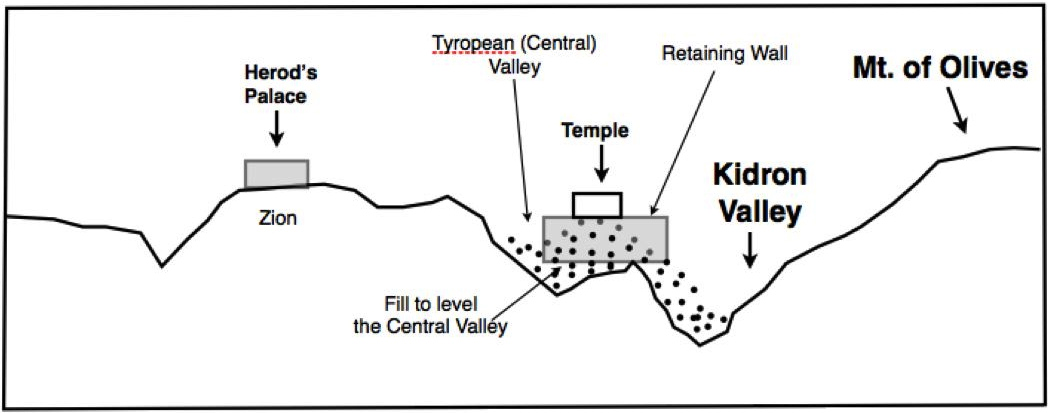 Herod's
Palace
Zion
Tyropean (Central)
Valley
Retaining Wall
Temple
Fill to level
the Central Valley
Kidron
Valley
Mt. of Olives